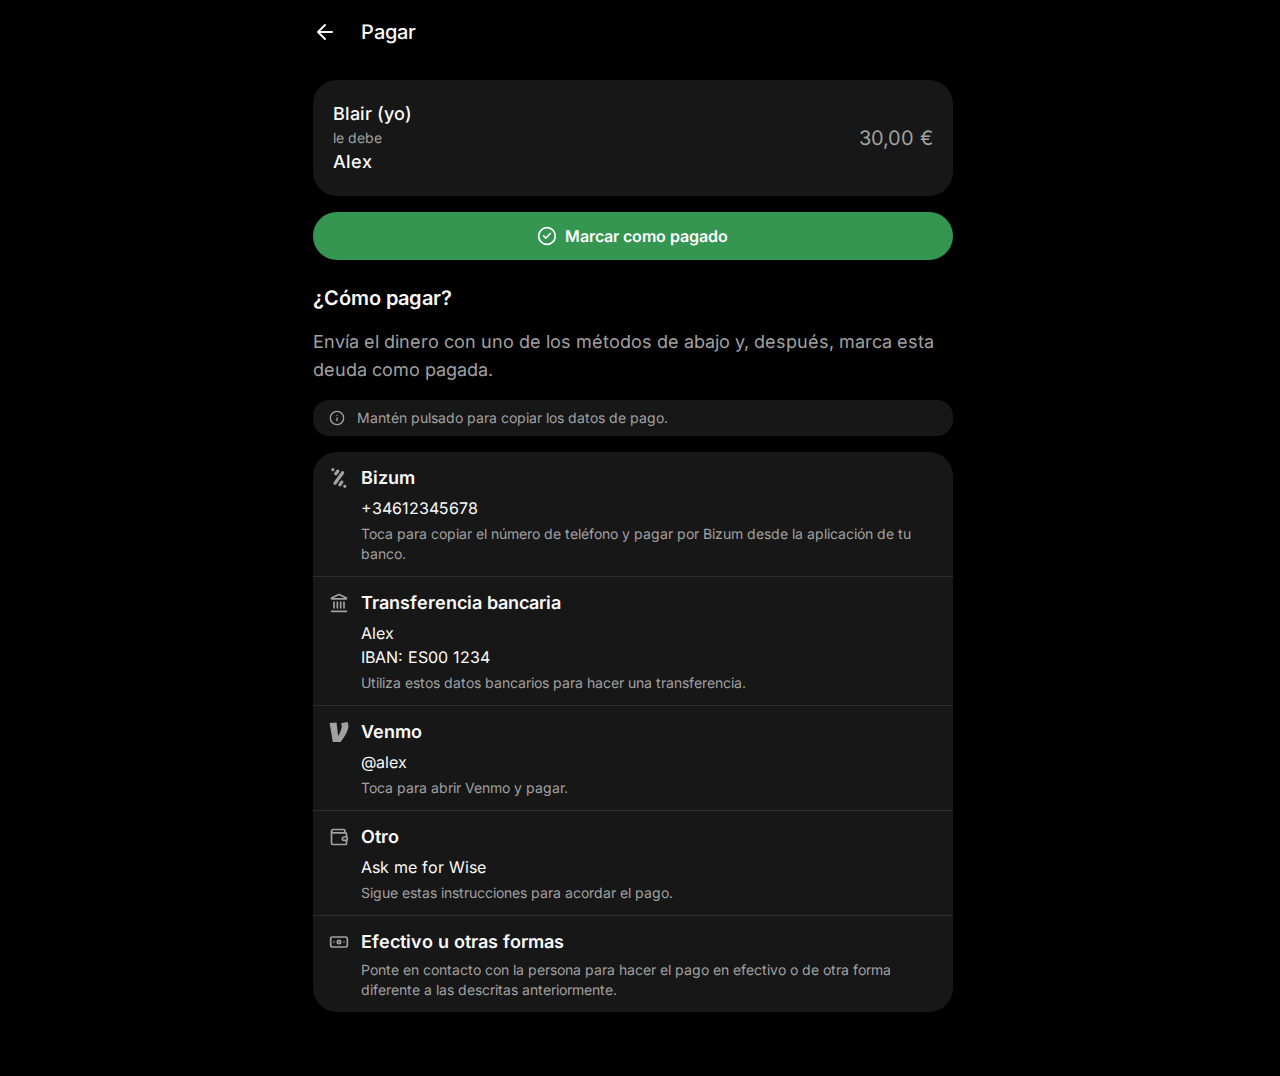 Pagar
Blair (yo)
le debe
Alex
30,00 €
Marcar como pagado
¿Cómo pagar?
Envía el dinero con uno de los métodos de abajo y, después, marca esta
deuda como pagada.
Mantén pulsado para copiar los datos de pago.
Bizum
+34612345678
Toca para copiar el número de teléfono y pagar por Bizum desde la aplicación de tu
banco.
Transferencia bancaria
Alex
IBAN: ES00 1234
Utiliza estos datos bancarios para hacer una transferencia.
Venmo
@alex
Toca para abrir Venmo y pagar.
Otro
Ask me for Wise
Sigue estas instrucciones para acordar el pago.
Efectivo u otras formas
Ponte en contacto con la persona para hacer el pago en efectivo o de otra forma
diferente a las descritas anteriormente.